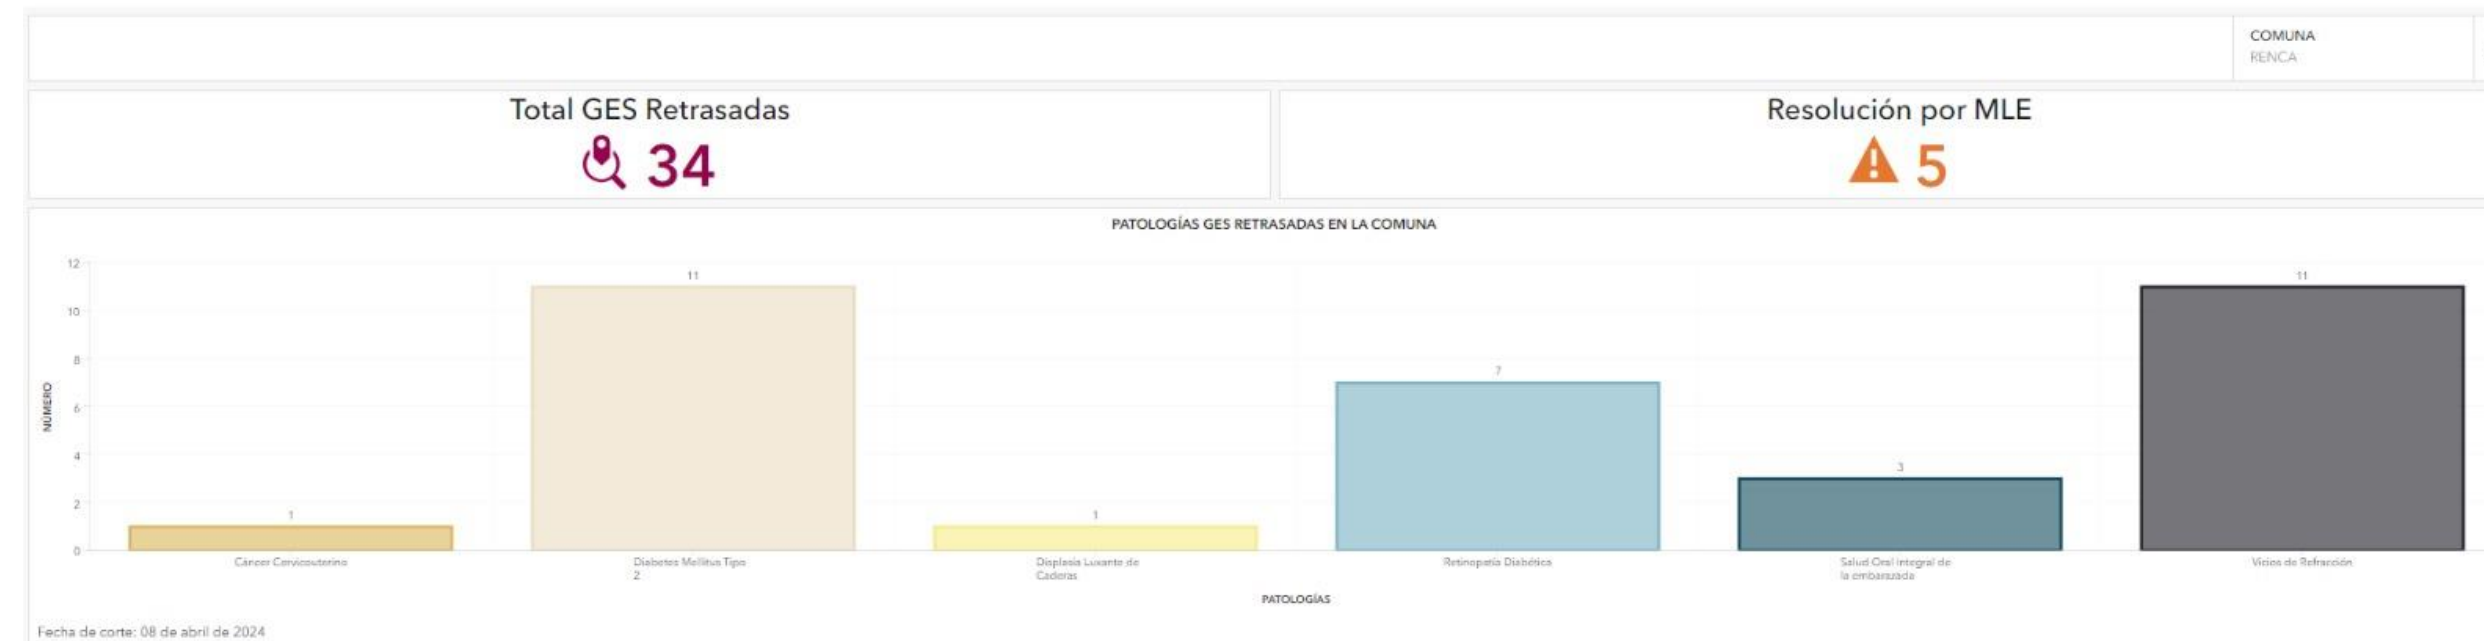 COMUNA
RENCA
Total GES Retrasadas
34
Resolución por MLE
5
PATOLOGÍAS GES RETRASADAS EN LA COMUNA
12
10
8
6
4
2
0
NÚMERO
1
11
1
7
3
11
Cáncer Cervicouterino
Diabetes Mellitus Tipo
2
Displasia Luxante de
Caderas
Retinopatía Diabética
Salud Oral Integral de
la embarazada
Vicios de Refracción
PATOLOGÍAS
Fecha de corte: 08 de abril de 2024